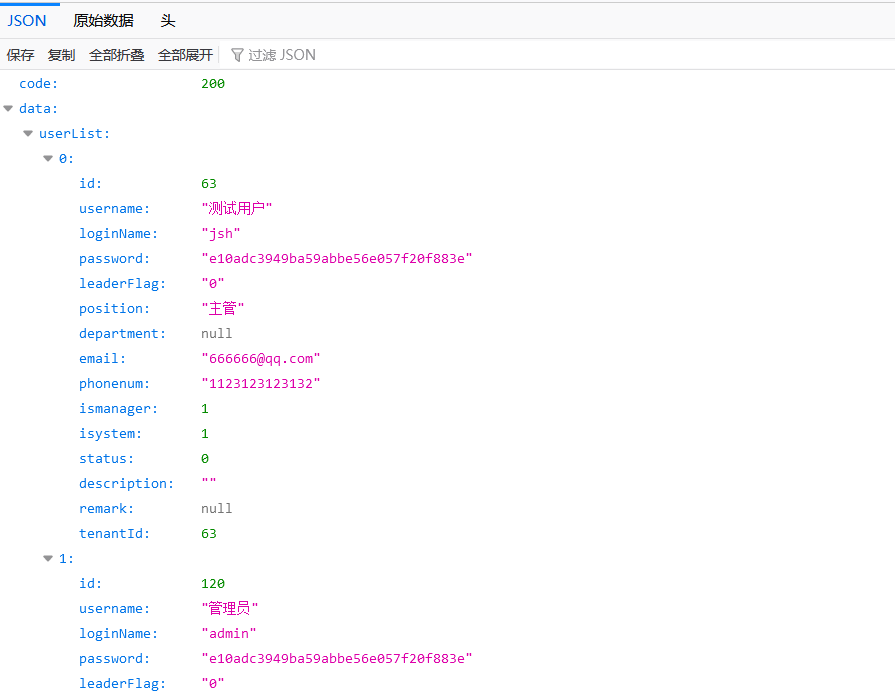 JSON 原始数据 头
保存 复制 全部折叠 全部展开 过滤 JSON
code: 200
data:
userList:
0:
id: 63
username: "测试用户"
loginName: "jsh"
password: "e10adc3949ba59abbe56e057f20f883e"
leaderFlag: "0"
position: "主管"
department: null
email: "666666@qq.com"
phonenum: "1123123123132"
ismanager: 1
isystem: 1
status: 0
description: ""
remark: null
tenantId: 63
1:
id: 120
username: "管理员"
loginName: "admin"
password: "e10adc3949ba59abbe56e057f20f883e"
leaderFlag: "0"